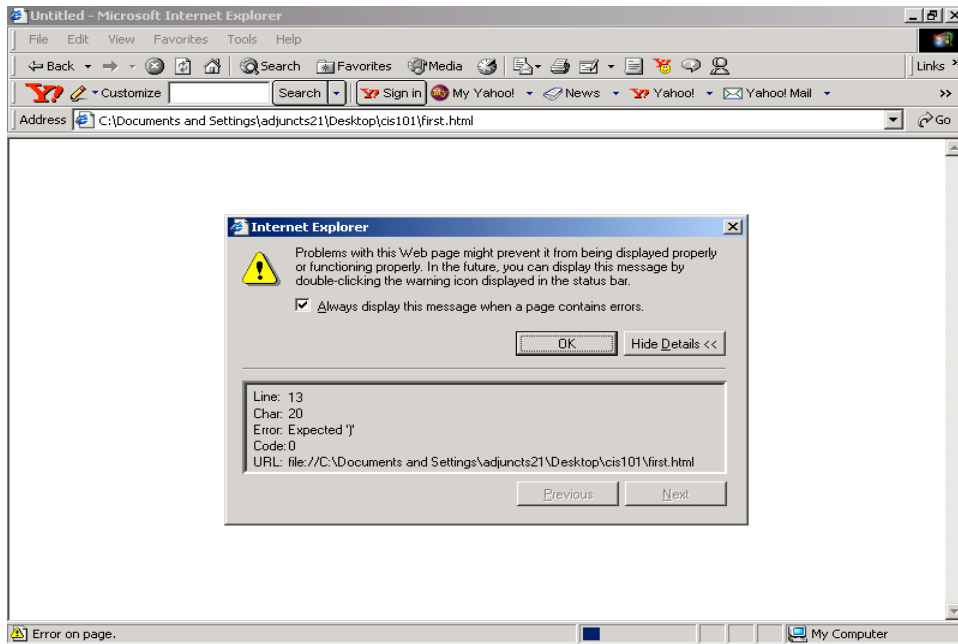 Untitled - Microsoft Internet Explorer
File Edit View Favorites Tools Help
Back Search Favorites Media Links »
Y? Customize Search Y? Sign in My Yahoo! News Y? Yahoo! Yahoo! Mail »
Address C:\Documents and Settings\adjuncts21\Desktop\cis101\first.html Go
Internet Explorer
Problems with this Web page might prevent it from being displayed properly
or functioning properly. In the future, you can display this message by
double-clicking the warning icon displayed in the status bar.
Always display this message when a page contains errors.
OK Hide Details <<
Line: 13
Char: 20
Error: Expected ')'
Code: 0
URL: file://C:\Documents and Settings\adjuncts21\Desktop\cis101\first.html
Previous Next
Error on page. My Computer